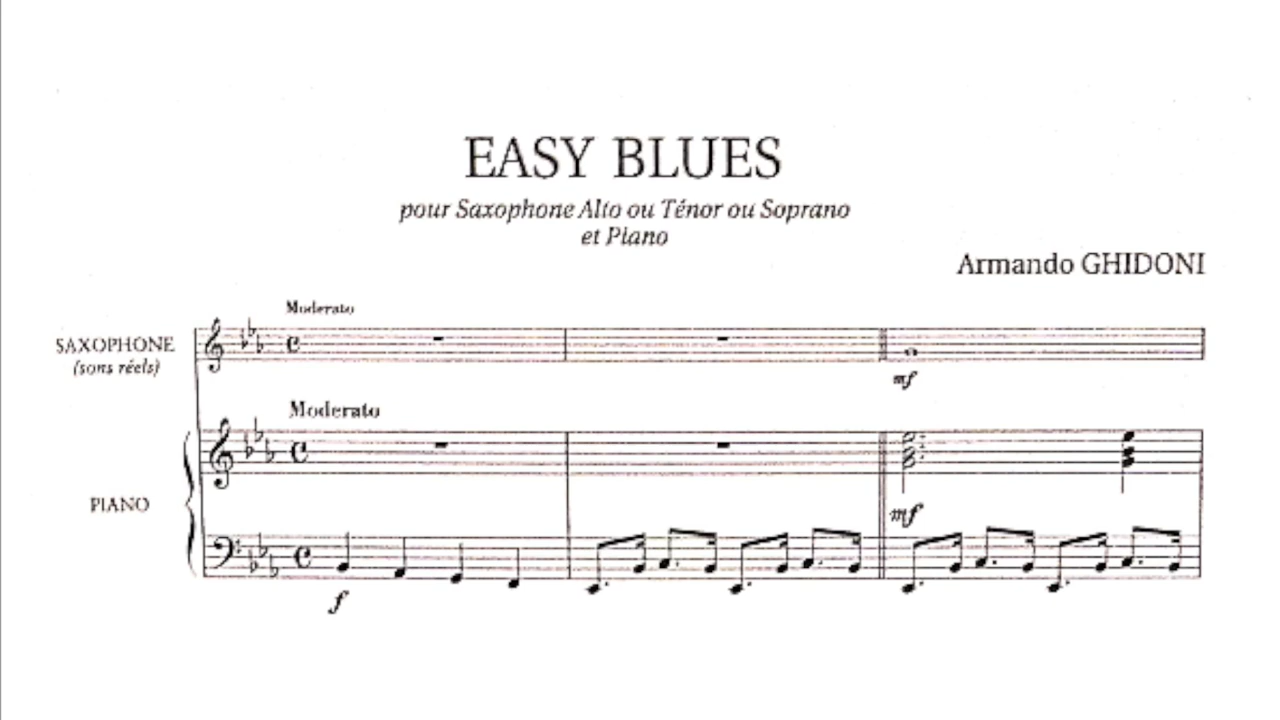 EASY BLUES
pour Saxophone Alto ou Ténor ou Soprano
et Piano
Armando GHIDONI
Moderato
SAXOPHONE
(sons réels)
mf
Moderato
PIANO
mf
f